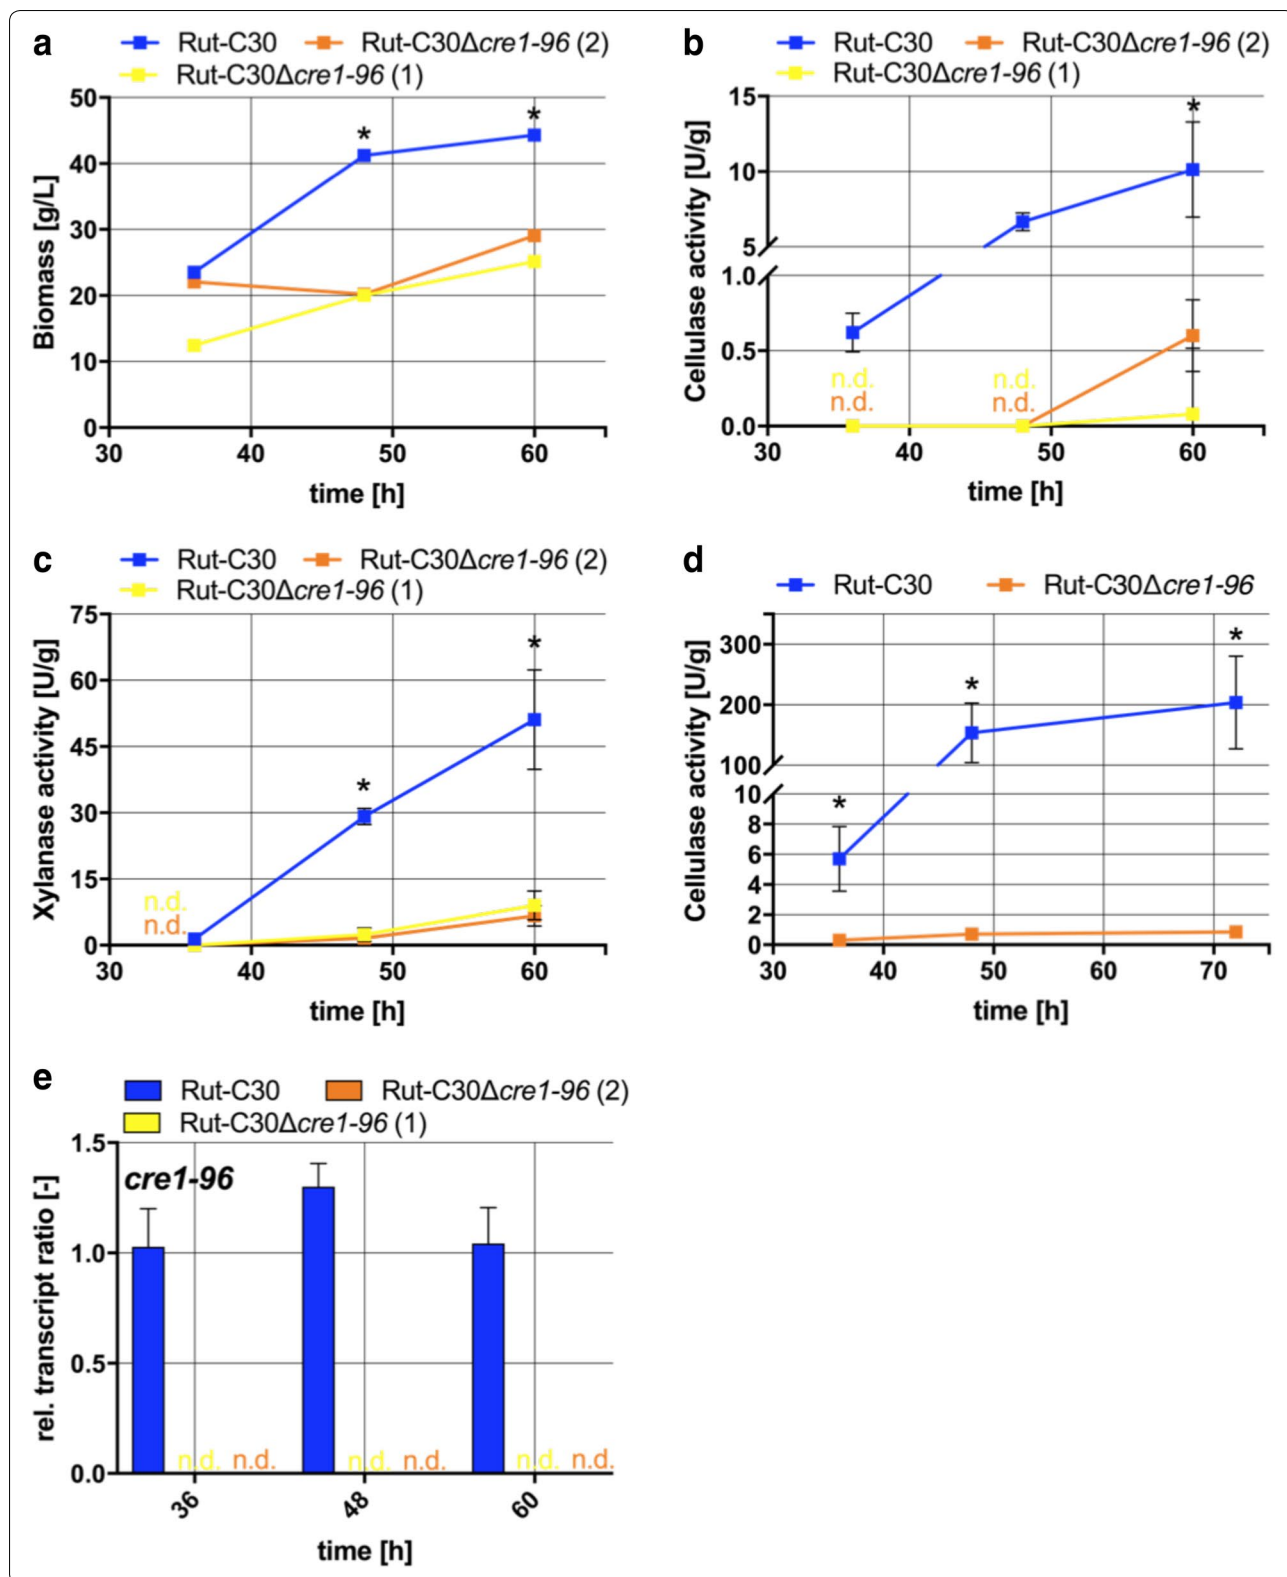 a
Rut-C30 Rut-C30Δcre1-96 (2)
Rut-C30Δcre1-96 (1)
Biomass [g/L]
50
40
30
20
10
0
* *
30 40 50 60
time [h]
b
Rut-C30 Rut-C30Δcre1-96 (2)
Rut-C30Δcre1-96 (1)
Cellulase activity [U/g]
15
10
5
1.0
0.5
0.0
*
n.d. n.d.
n.d. n.d.
30 40 50 60
time [h]
c
Rut-C30 Rut-C30Δcre1-96 (2)
Rut-C30Δcre1-96 (1)
Xylanase activity [U/g]
75
60
45
30
15
0
* *
n.d.
n.d.
30 40 50 60
time [h]
d
Rut-C30 Rut-C30Δcre1-96
Cellulase activity [U/g]
300
200
100
10
8
6
4
2
0
* * *
30 40 50 60 70
time [h]
e
Rut-C30 Rut-C30Δcre1-96 (2)
Rut-C30Δcre1-96 (1)
rel. transcript ratio [-]
1.5
1.0
0.5
0.0
cre1-96
n.d. n.d. n.d. n.d. n.d. n.d.
36 48 60
time [h]